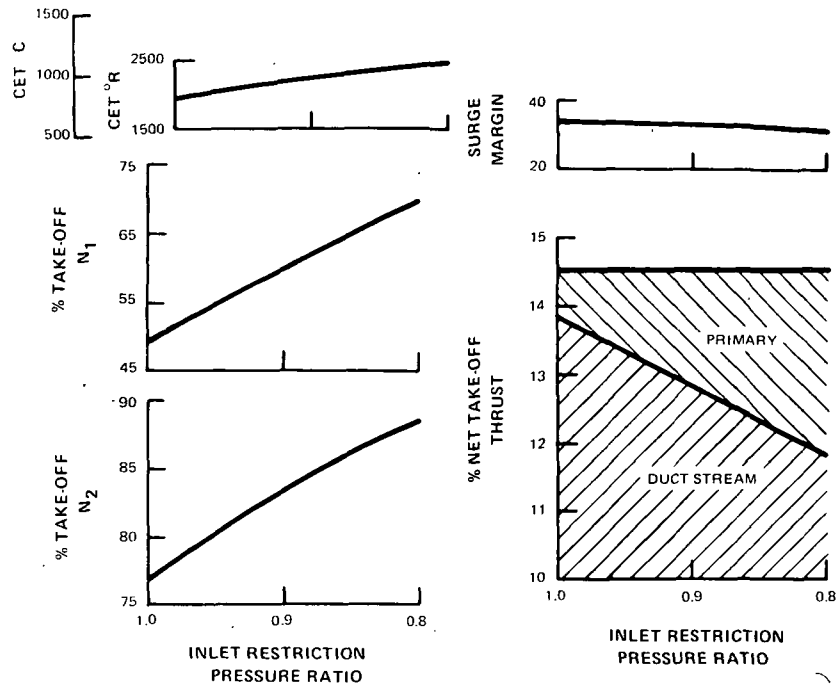 1500
1000
500
CET C
2500
1500
CET °R
40
20
SURGE
MARGIN
75
65
55
45
% TAKE-OFF
N1
90
85
80
75
% TAKE-OFF
N2
1.0
0.9
0.8
INLET RESTRICTION
PRESSURE RATIO
15
14
13
12
11
10
% NET TAKE-OFF
THRUST
PRIMARY
DUCT STREAM
1.0
0.9
0.8
INLET RESTRICTION
PRESSURE RATIO